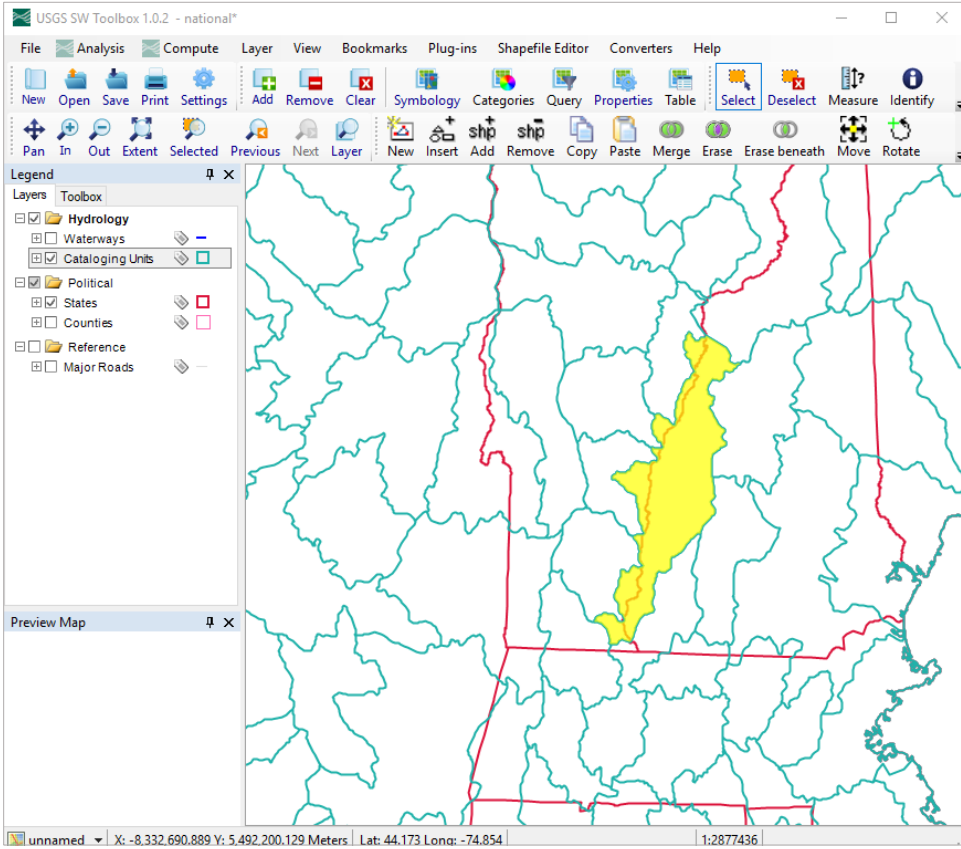 USGS SW Toolbox 1.0.2 - national*
File Analysis Compute Layer View Bookmarks Plug-ins Shapefile Editor Converters Help
New Open Save Print Settings Add Remove Clear Symbology Categories Query Properties Table Select Deselect Measure Identify
Pan In Out Extent Selected Previous Next Layer New Insert Add Remove Copy Paste Merge Erase Erase beneath Move Rotate
Legend
Layers Toolbox
Hydrology
Waterways
Cataloging Units
Political
States
Counties
Reference
Major Roads
Preview Map
unnamed X: -8,332,690.889 Y: 5,492,200.129 Meters Lat: 44.173 Long: -74.854 1:2877436